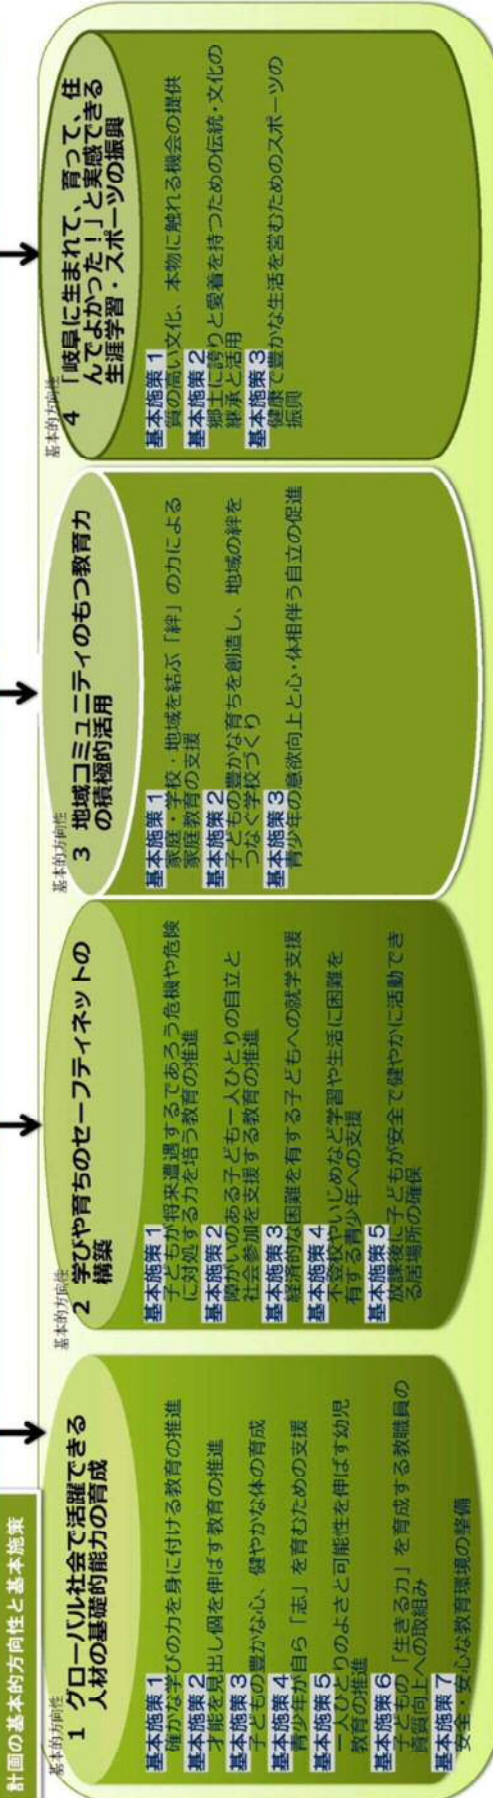 計画の基本的方向性と基本施策
基本的方向性
1 グローバル社会で活躍できる
人材の基礎的能力の育成
基本施策1
確かな学びの力を身に付ける教育の推進
基本施策2
才能を見出し個を伸ばす教育の推進
基本施策3
子どもの豊かな心、健やかな体の育成
基本施策4
青少年が自ら「志」を育むための支援
基本施策5
一人ひとりのよさと可能性を伸ばす幼児
教育の推進
基本施策6
子どもの「生きる力」を育成する教職員の
資質向上への取組み
基本施策7
安全・安心な教育環境の整備
基本的方向性
2 学びや育ちのセーフティネットの
構築
基本施策1
子どもが将来遭遇するであろう危機や危険
に対処する力を培う教育の推進
基本施策2
障がいのある子ども一人ひとりの自立と
社会参加を支援する教育の推進
基本施策3
経済的な困難を有する子どもへの就学支援
基本施策4
不登校やいじめなど学習や生活に困難を
有する青少年への支援
基本施策5
放課後に子どもが安全で健やかに活動でき
る居場所の確保
基本的方向性
3 地域コミュニティのもつ教育力
の積極的活用
基本施策1
家庭・学校・地域を結ぶ「絆」の力による
家庭教育の支援
基本施策2
子どもの豊かな育ちを創造し、地域の絆を
つなぐ学校づくり
基本施策3
青少年の意欲向上と心・体相伴う自立の促進
基本的方向性
4 「岐阜に生まれて、育って、住
んでよかった！」と実感できる
生涯学習・スポーツの振興
基本施策1
質の高い文化、本物に触れる機会の提供
基本施策2
郷土に誇りと愛着を持つための伝統・文化の
継承と活用
基本施策3
健康で豊かな生活を営むためのスポーツの
振興